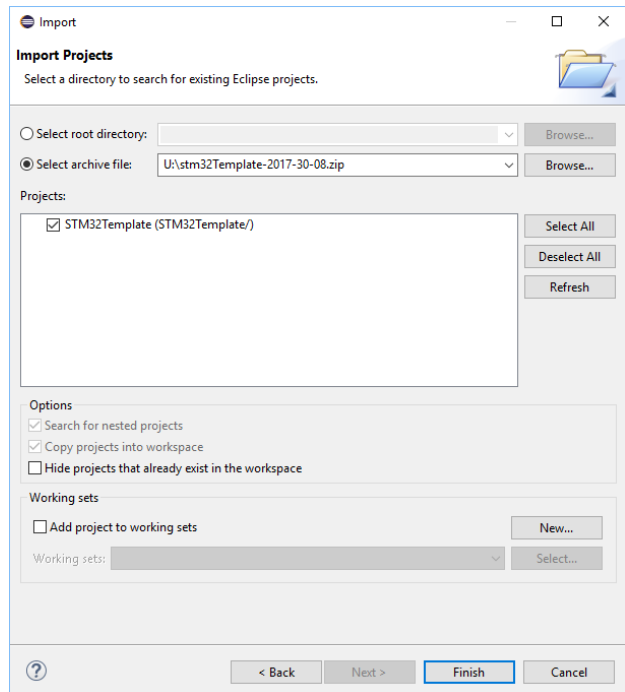 Import
Import Projects
Select a directory to search for existing Eclipse projects.
Select root directory:
Browse...
Select archive file:
U:\stm32Template-2017-30-08.zip
Browse...
Projects:
STM32Template (STM32Template/)
Select All
Deselect All
Refresh
Options
Search for nested projects
Copy projects into workspace
Hide projects that already exist in the workspace
Working sets
Add project to working sets
New...
Working sets:
Select...
?
< Back
Next >
Finish
Cancel